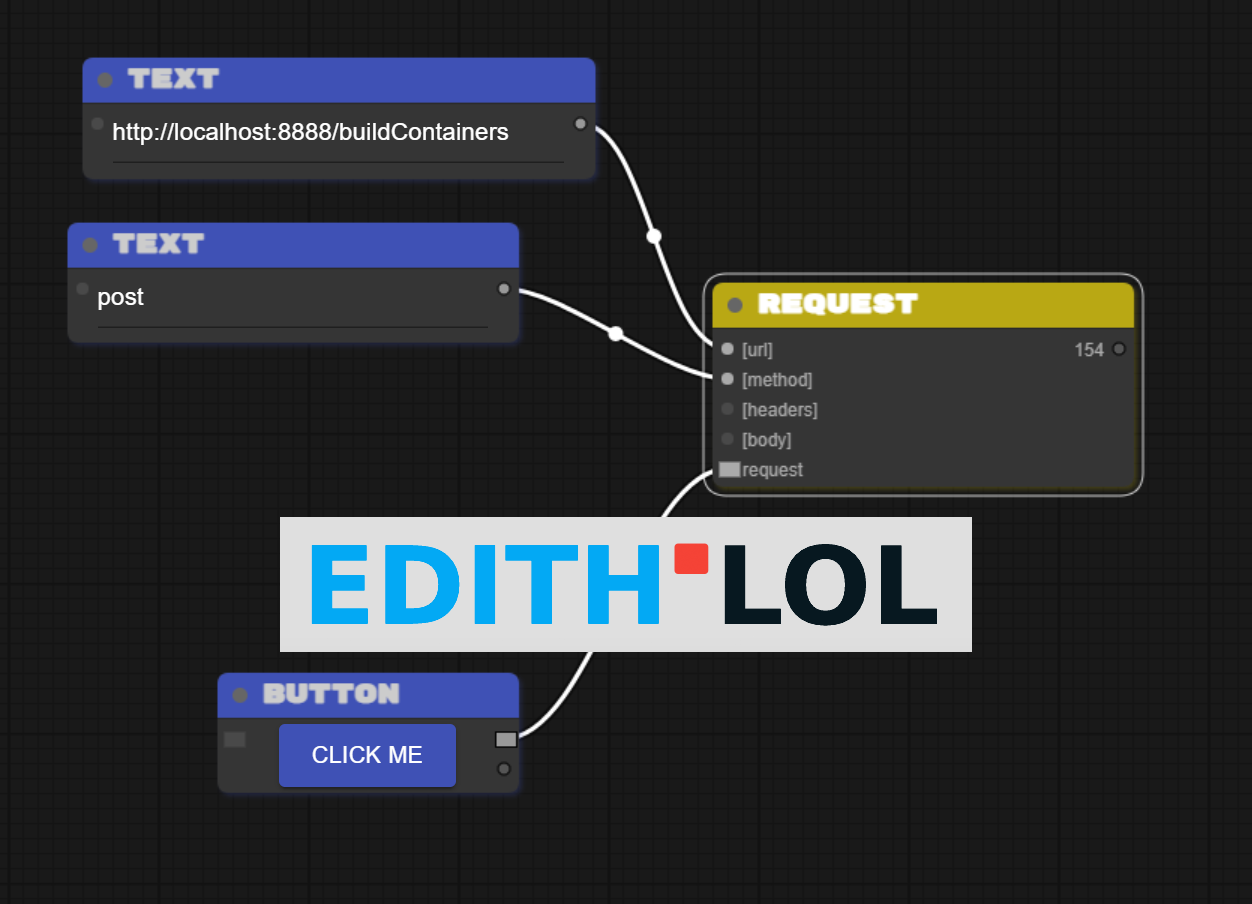 TEXT
http://localhost:8888/buildContainers
TEXT
post
REQUEST
[url] 154
[method]
[headers]
[body]
request
EDITH LOL
BUTTON
CLICK ME